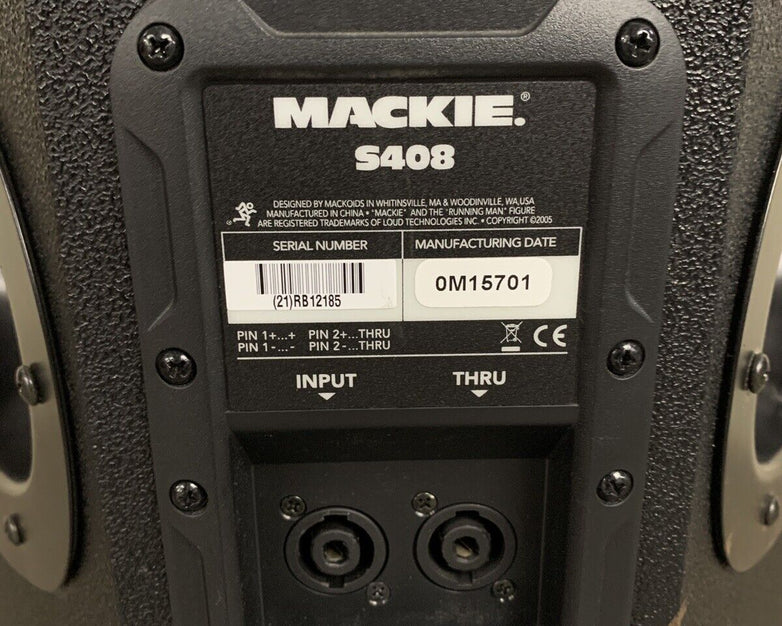 MACKIE.®
S408
DESIGNED BY MACKOIDS IN WHITINSVILLE, MA & WOODINVILLE, WA,USA
MANUFACTURED IN CHINA • "MACKIE" AND THE "RUNNING MAN" FIGURE
ARE REGISTERED TRADEMARKS OF LOUD TECHNOLOGIES INC. • COPYRIGHT ©2005
SERIAL NUMBER
MANUFACTURING DATE
(21)RB12185
0M15701
PIN 1+...+ PIN 2+...THRU
PIN 1-...- PIN 2-...THRU
CE
INPUT
THRU